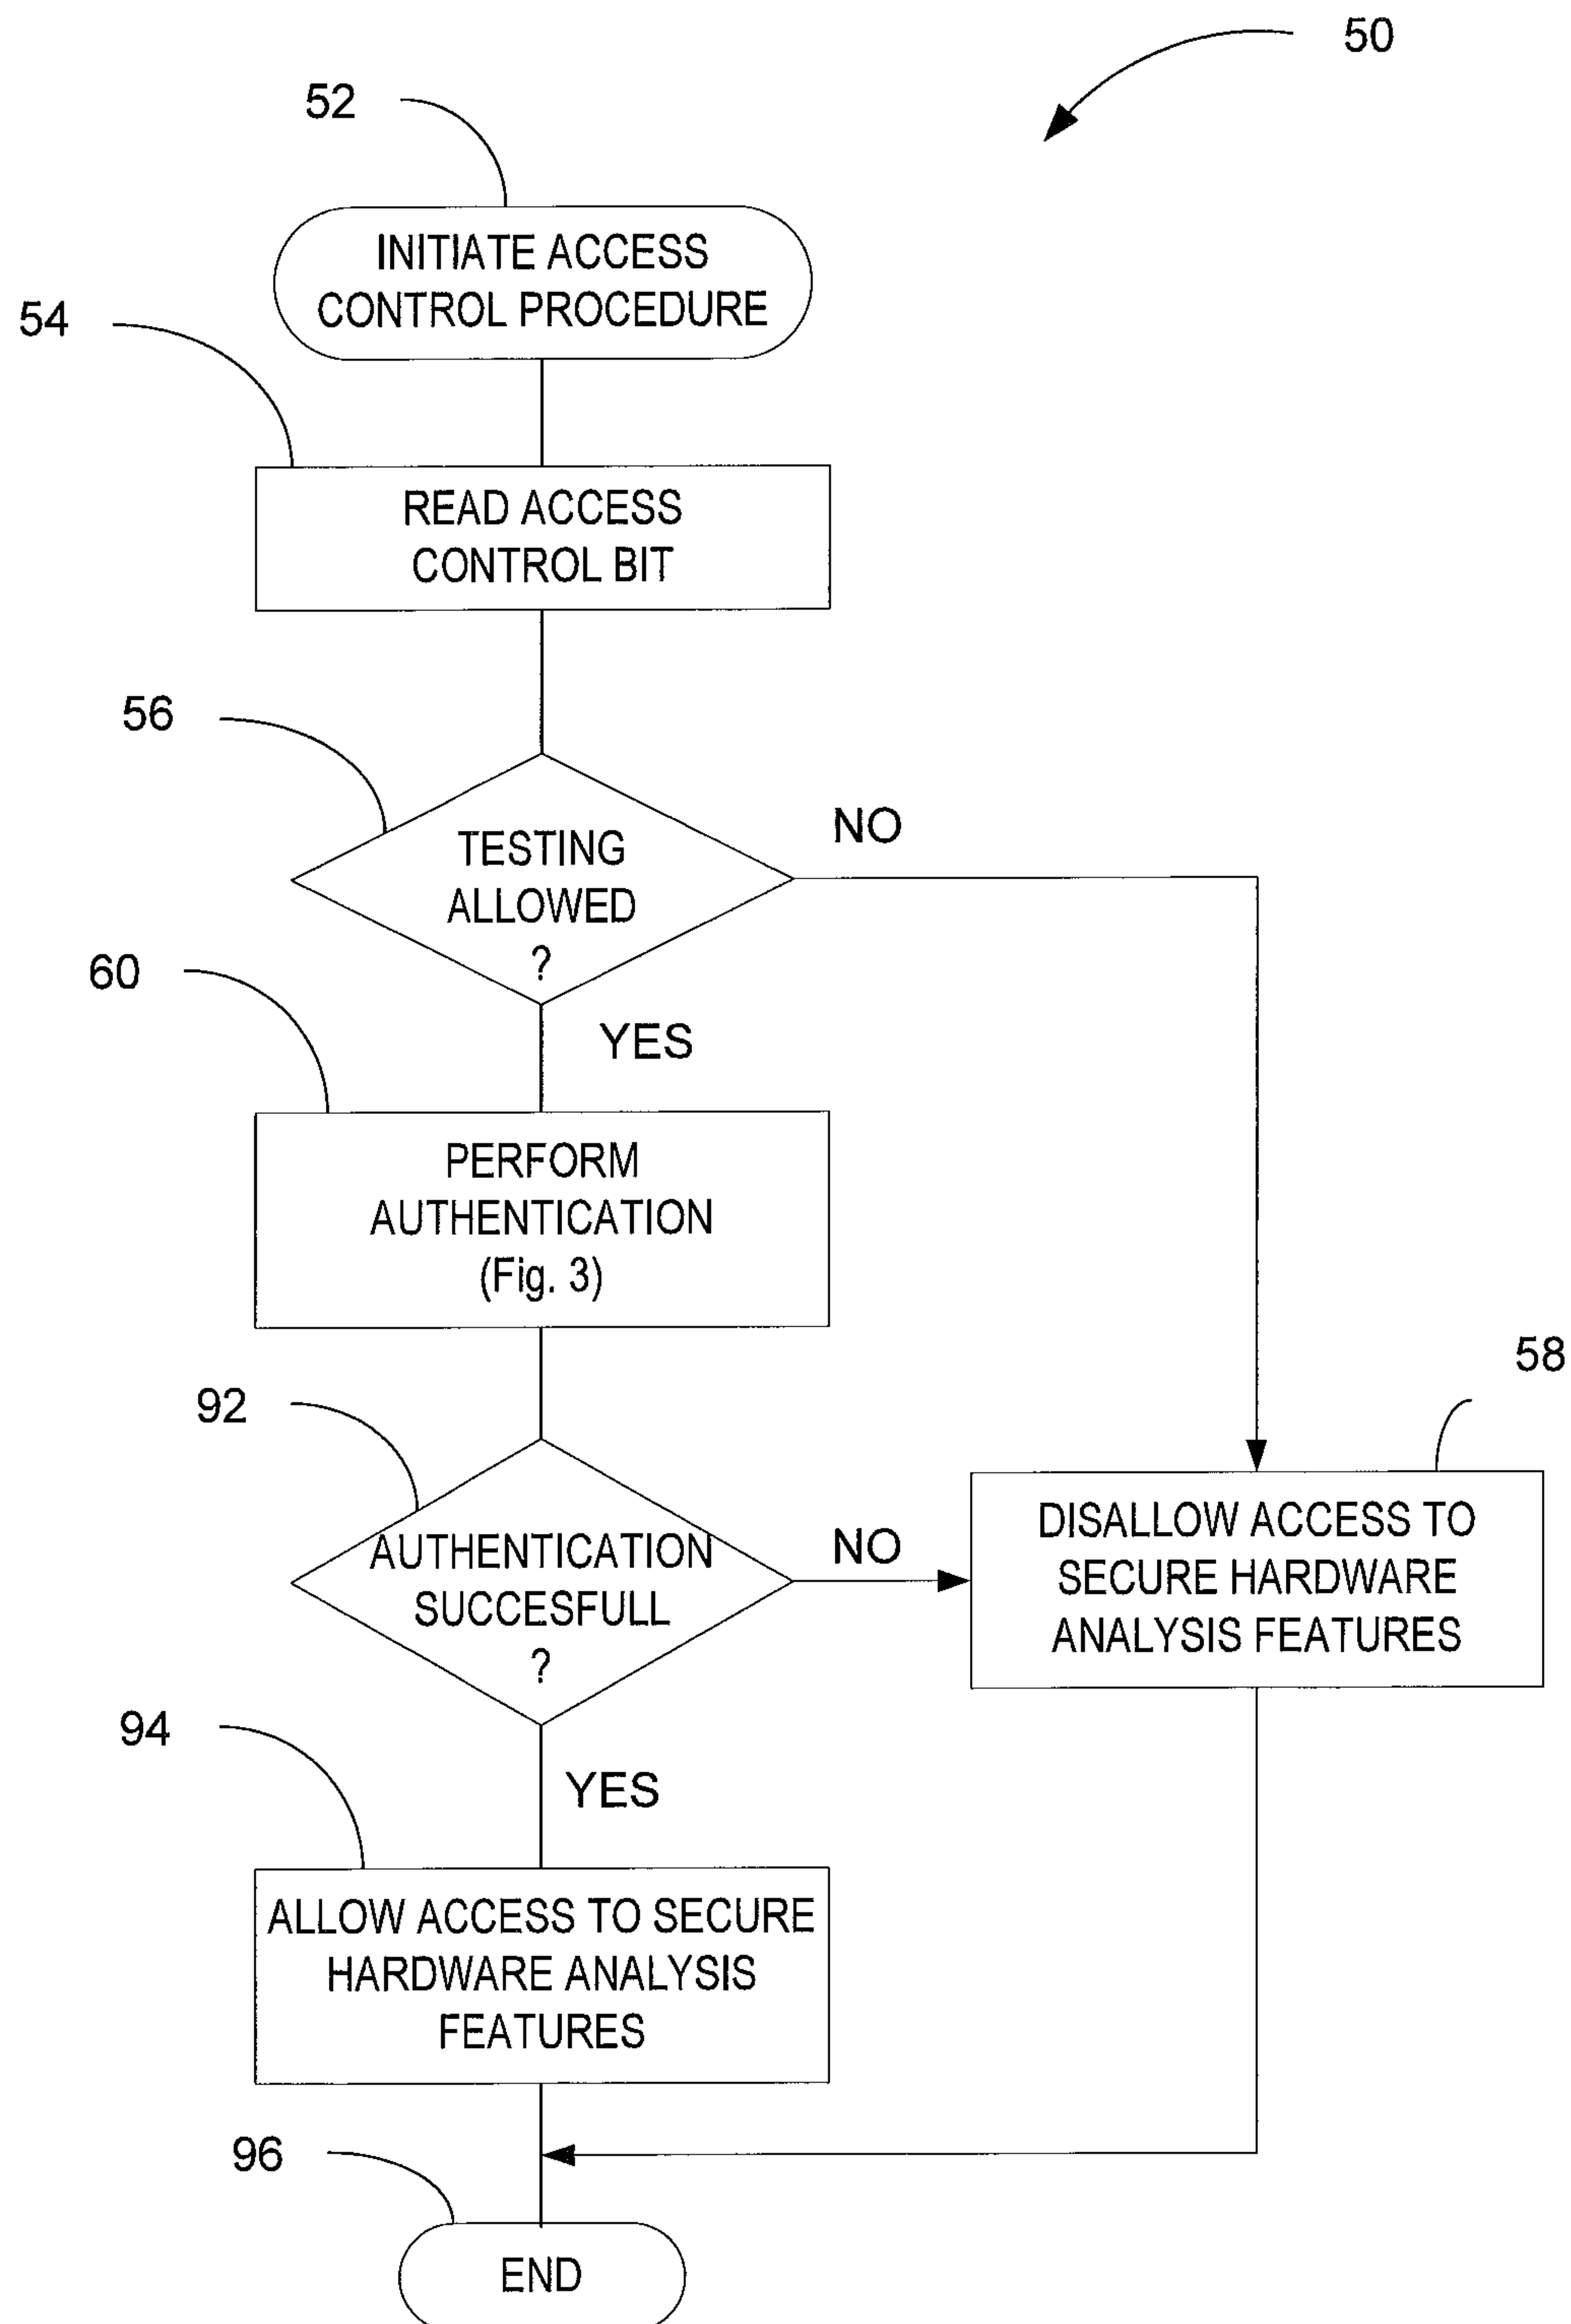 50
52
INITIATE ACCESS
CONTROL PROCEDURE
54
READ ACCESS
CONTROL BIT
56
TESTING
ALLOWED
?
NO
60
YES
PERFORM
AUTHENTICATION
(Fig. 3)
58
92
AUTHENTICATION
SUCCESFULL
?
NO
DISALLOW ACCESS TO
SECURE HARDWARE
ANALYSIS FEATURES
94
YES
ALLOW ACCESS TO SECURE
HARDWARE ANALYSIS
FEATURES
96
END